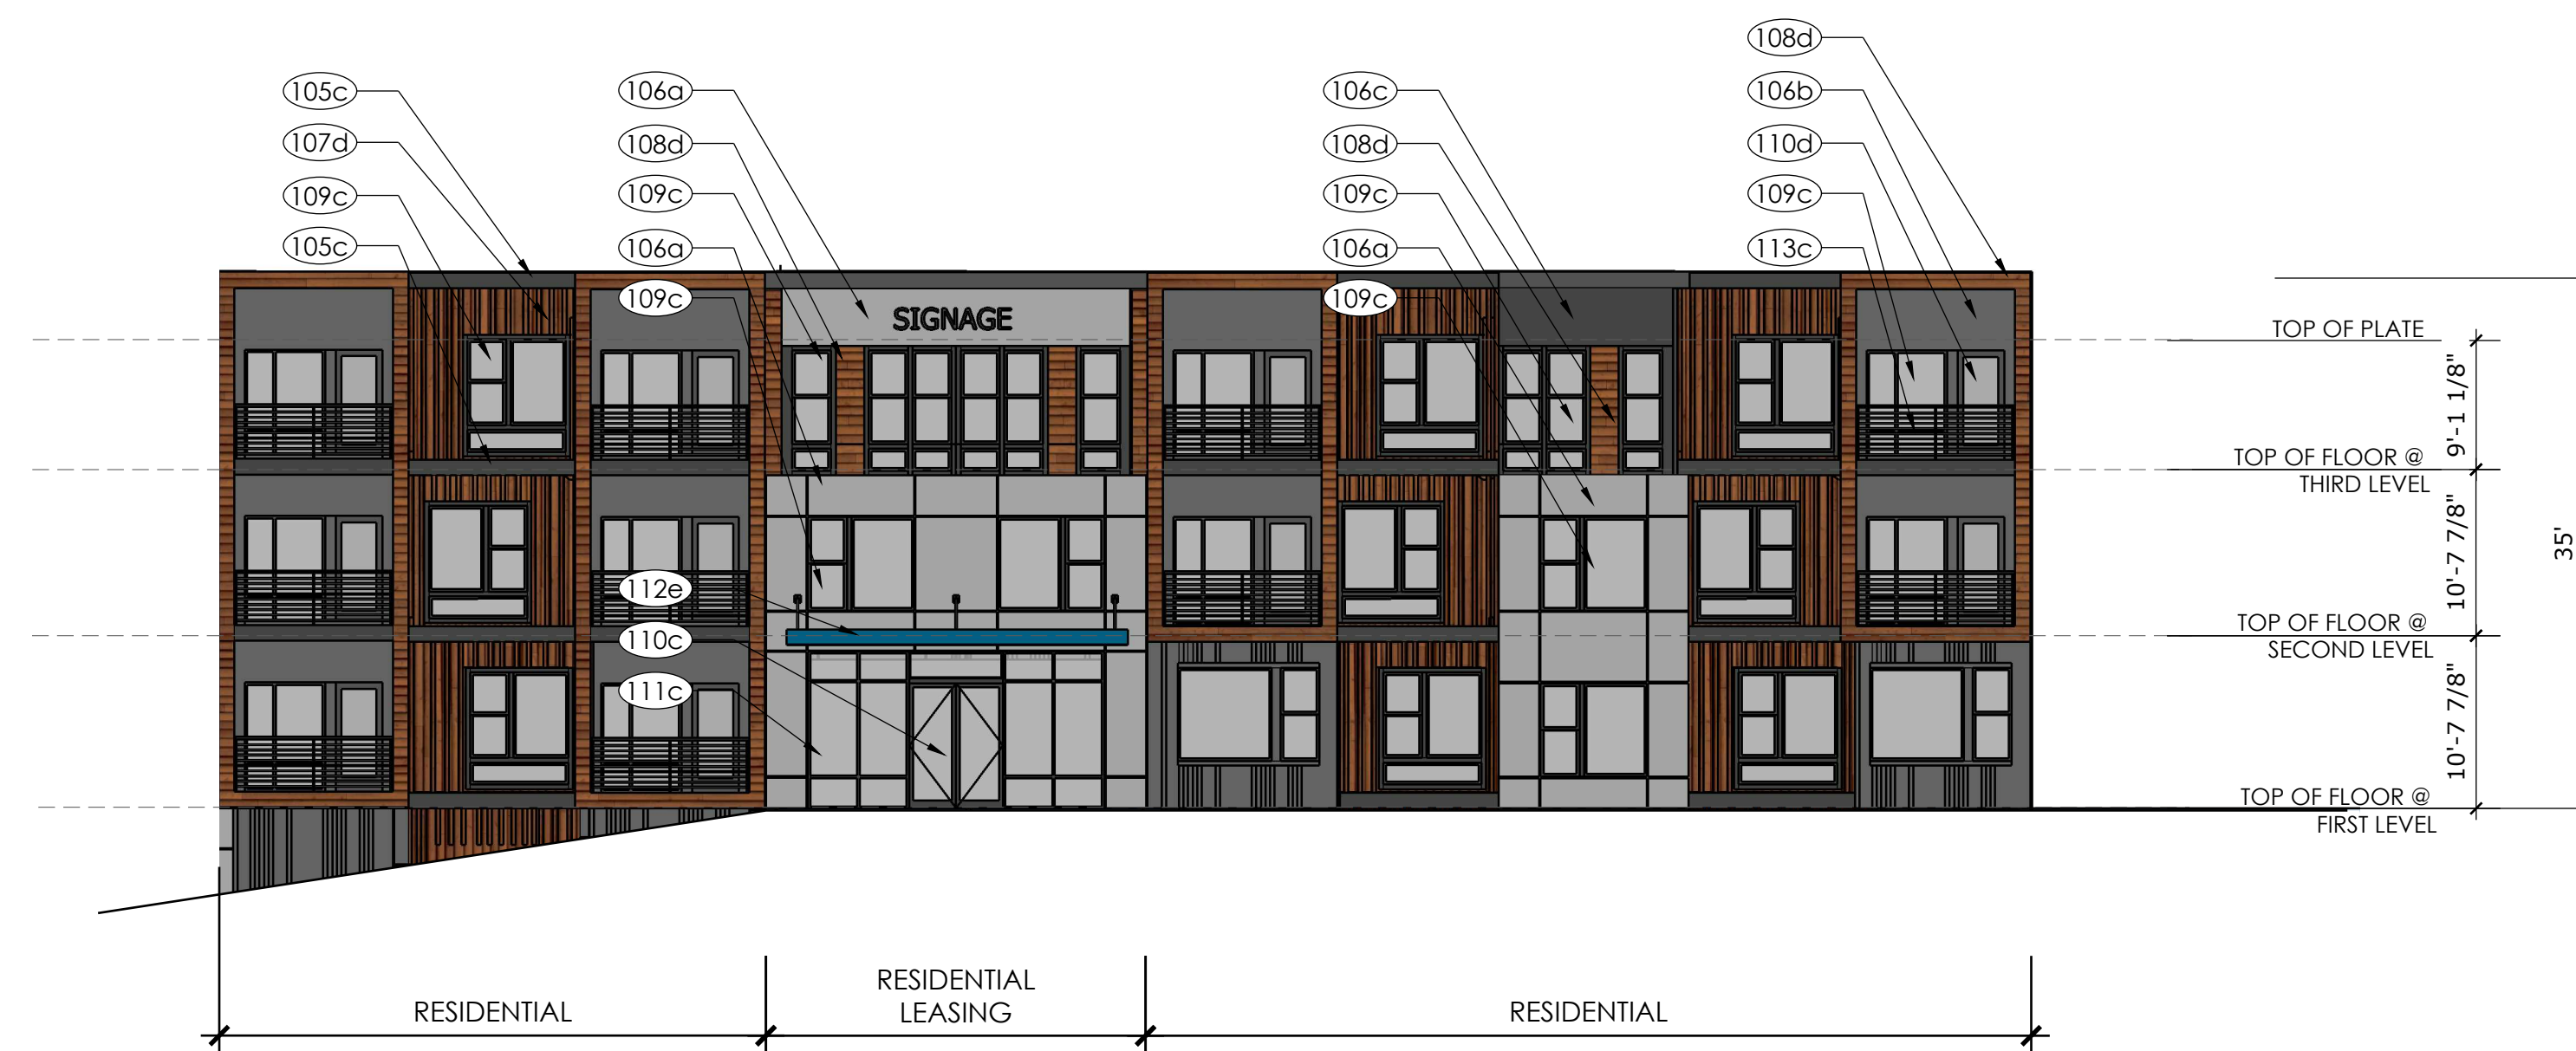 108d
105c
106a
106c
106b
107d
108d
108d
110d
109c
109c
109c
109c
105c
106a
106a
113c
109c
109c
SIGNAGE
TOP OF PLATE
9'-1 1/8"
TOP OF FLOOR @
THIRD LEVEL
10'-7 7/8"
35'
112e
TOP OF FLOOR @
SECOND LEVEL
110c
111c
10'-7 7/8"
TOP OF FLOOR @
FIRST LEVEL
RESIDENTIAL
RESIDENTIAL
LEASING
RESIDENTIAL